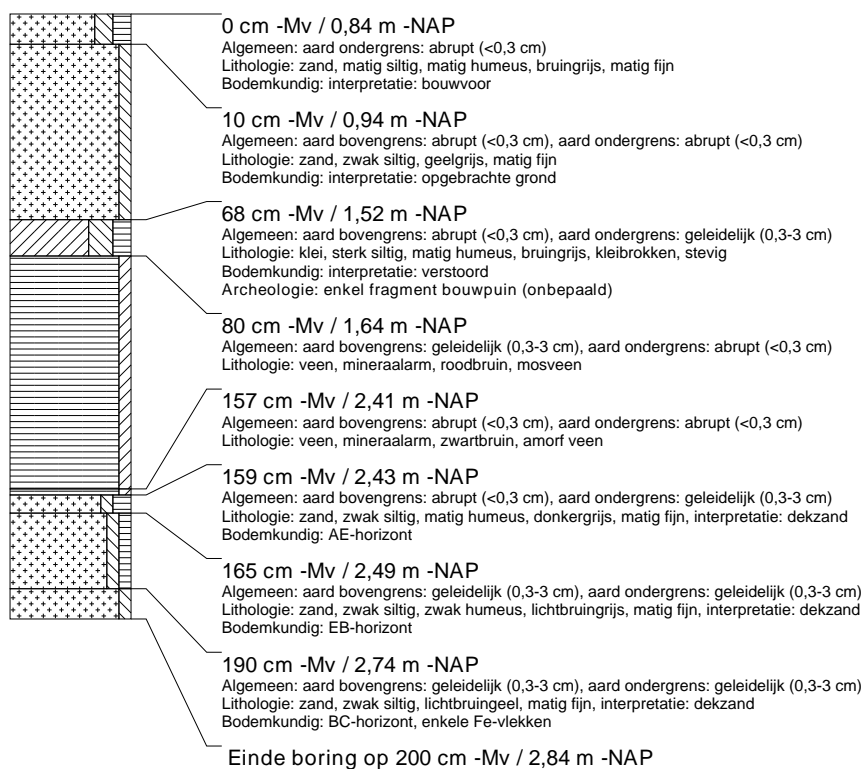 0 cm -Mv / 0,84 m -NAP
Algemeen: aard ondergrens: abrupt (<0,3 cm)
Lithologie: zand, matig siltig, matig humeus, bruingrijs, matig fijn
Bodemkundig: interpretatie: bouwvoor
10 cm -Mv / 0,94 m -NAP
Algemeen: aard bovengrens: abrupt (<0,3 cm), aard ondergrens: abrupt (<0,3 cm)
Lithologie: zand, zwak siltig, geelgrijs, matig fijn
Bodemkundig: interpretatie: opgebrachte grond
68 cm -Mv / 1,52 m -NAP
Algemeen: aard bovengrens: abrupt (<0,3 cm), aard ondergrens: geleidelijk (0,3-3 cm)
Lithologie: klei, sterk siltig, matig humeus, bruingrijs, kleibrokken, stevig
Bodemkundig: interpretatie: verstoord
Archeologie: enkel fragment bouwpuin (onbepaald)
80 cm -Mv / 1,64 m -NAP
Algemeen: aard bovengrens: geleidelijk (0,3-3 cm), aard ondergrens: abrupt (<0,3 cm)
Lithologie: veen, mineraalarm, roodbruin, mosveen
157 cm -Mv / 2,41 m -NAP
Algemeen: aard bovengrens: abrupt (<0,3 cm), aard ondergrens: abrupt (<0,3 cm)
Lithologie: veen, mineraalarm, zwartbruin, amorf veen
159 cm -Mv / 2,43 m -NAP
Algemeen: aard bovengrens: abrupt (<0,3 cm), aard ondergrens: geleidelijk (0,3-3 cm)
Lithologie: zand, zwak siltig, matig humeus, donkergrijs, matig fijn, interpretatie: dekzand
Bodemkundig: AE-horizont
165 cm -Mv / 2,49 m -NAP
Algemeen: aard bovengrens: geleidelijk (0,3-3 cm), aard ondergrens: geleidelijk (0,3-3 cm)
Lithologie: zand, zwak siltig, zwak humeus, lichtbruingrijs, matig fijn, interpretatie: dekzand
Bodemkundig: EB-horizont
190 cm -Mv / 2,74 m -NAP
Algemeen: aard bovengrens: geleidelijk (0,3-3 cm), aard ondergrens: geleidelijk (0,3-3 cm)
Lithologie: zand, zwak siltig, lichtbruingeel, matig fijn, interpretatie: dekzand
Bodemkundig: BC-horizont, enkele Fe-vlekken
Einde boring op 200 cm -Mv / 2,84 m -NAP